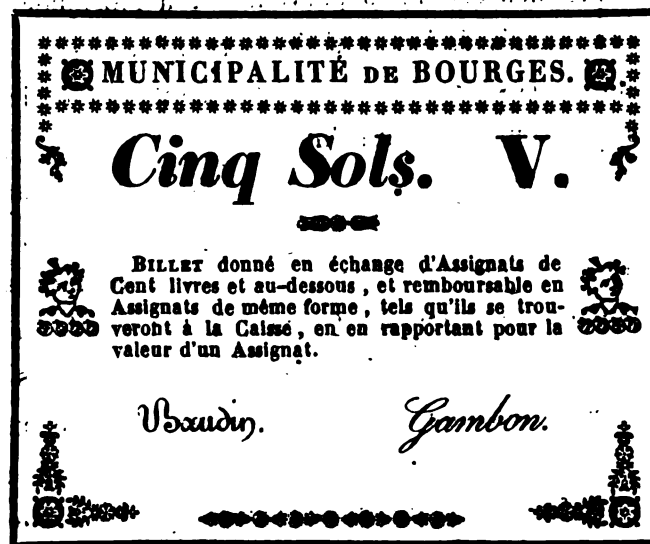 MUNICIPALITÉ DE BOURGES.
Cinq Sols. V.
BILLET donné en échange d'Assignats de
Cent livres et au-dessous, et remboursable en
Assignats de même forme, tels qu'ils se trou-
veront à la Caisse, en en rapportant pour la
valeur d'un Assignat.
Baudin. Gambon.